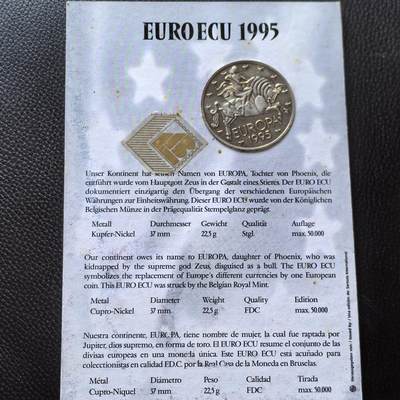 EURO ECU 1995
EUROPA
1995
Unser Kontinent hat seinen Namen von EUROPA, Tochter von Phoenix, die
entführt wurde vom Hauptgott Zeus in der Gestalt eines Stieres. Der EURO ECU
dokumentiert einzigartig den Übergang der verschiedenen Europäischen
Währungen zur Einheitswährung. Dieser EURO ECU wurde von der Königlichen
Belgischen Münze in der Prägequalität Stempelglanz geprägt.
Metall Durchmesser Gewicht Qualität Auflage
Kupfer-Nickel 37 mm 22,5 g Stgl. max. 50.000
Our continent owes its name to EUROPA, daughter of Phoenix, who was
kidnapped by the supreme god Zeus, disguised as a bull. The EURO ECU
symbolizes the replacement of Europe's different currencies by one European
coin. This EURO ECU was struck by the Belgian Royal Mint.
Metal Diameter Weight Quality Edition
Cupro-Nickel 37 mm 22,5 g FDC max. 50.000
Nuestra continente, EUROPA, tiene nombre de mujer, la cual fue raptada por
Jupiter, dios supremo, en forma de toro. El EURO ECU resume el conjunto de las
divisas europeas en una moneda única. Este EURO ECU está acuñado para
coleccionistas en calidad F.D.C. por la Real Casa de la Moneda en Bruselas.
Métal Diámetro Peso Calidad Tirada
Cupro-Níquel 37 mm 22,5 g FDC max. 50.000